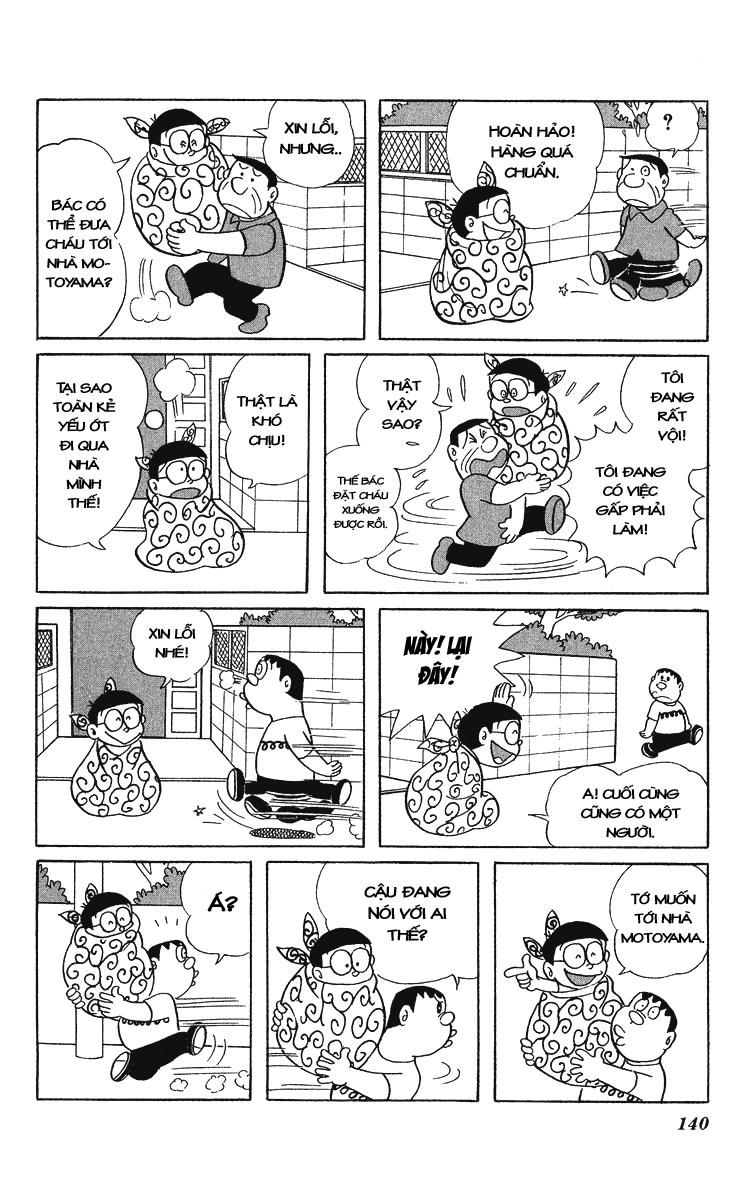 ?
HOÀN HẢO!
HÀNG QUÁ
CHUẨN.
XIN LỖI,
NHƯNG..
BÁC CÓ
THỂ ĐƯA
CHÁU TỚI
NHÀ MO-
TOYAMA?
TÔI
ĐANG
RẤT
VỘI!
TÔI ĐANG
CÓ VIỆC
GẤP PHẢI
LÀM!
THẬT
VẬY
SAO?
THẾ BÁC
ĐẶT CHÁU
XUỐNG
ĐƯỢC RỒI.
THẬT LÀ
KHÓ
CHỊU!
TẠI SAO
TOÀN KẺ
YẾU ỚT
ĐI QUA
NHÀ
MÌNH
THẾ!
A! CUỐI CÙNG
CŨNG CÓ MỘT
NGƯỜI.
NÀY! LẠI
ĐÂY!
XIN LỖI
NHÉ!
TỚ MUỐN
TỚI NHÀ
MOTOYAMA.
CẬU ĐANG
NÓI VỚI AI
THẾ?
Á?
140